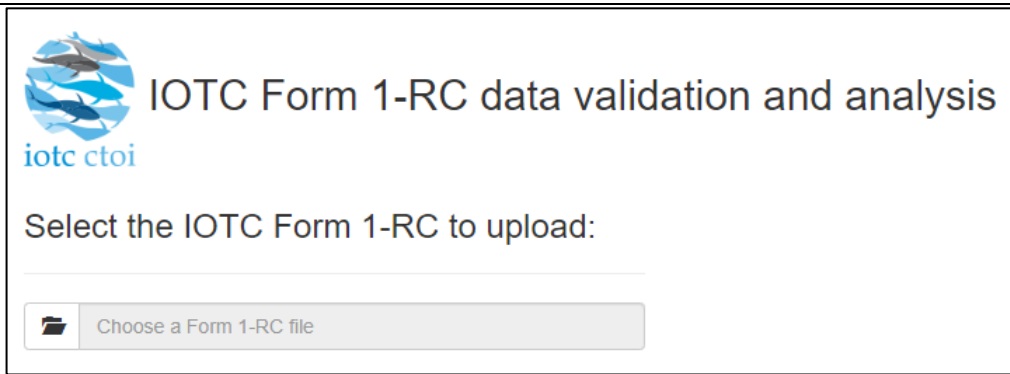 IOTC Form 1-RC data validation and analysis
iotc ctoi
Select the IOTC Form 1-RC to upload:
Choose a Form 1-RC file